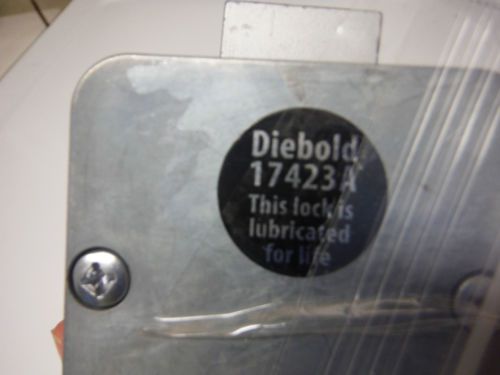 Diebold
17423A
This lock is
lubricated
for life